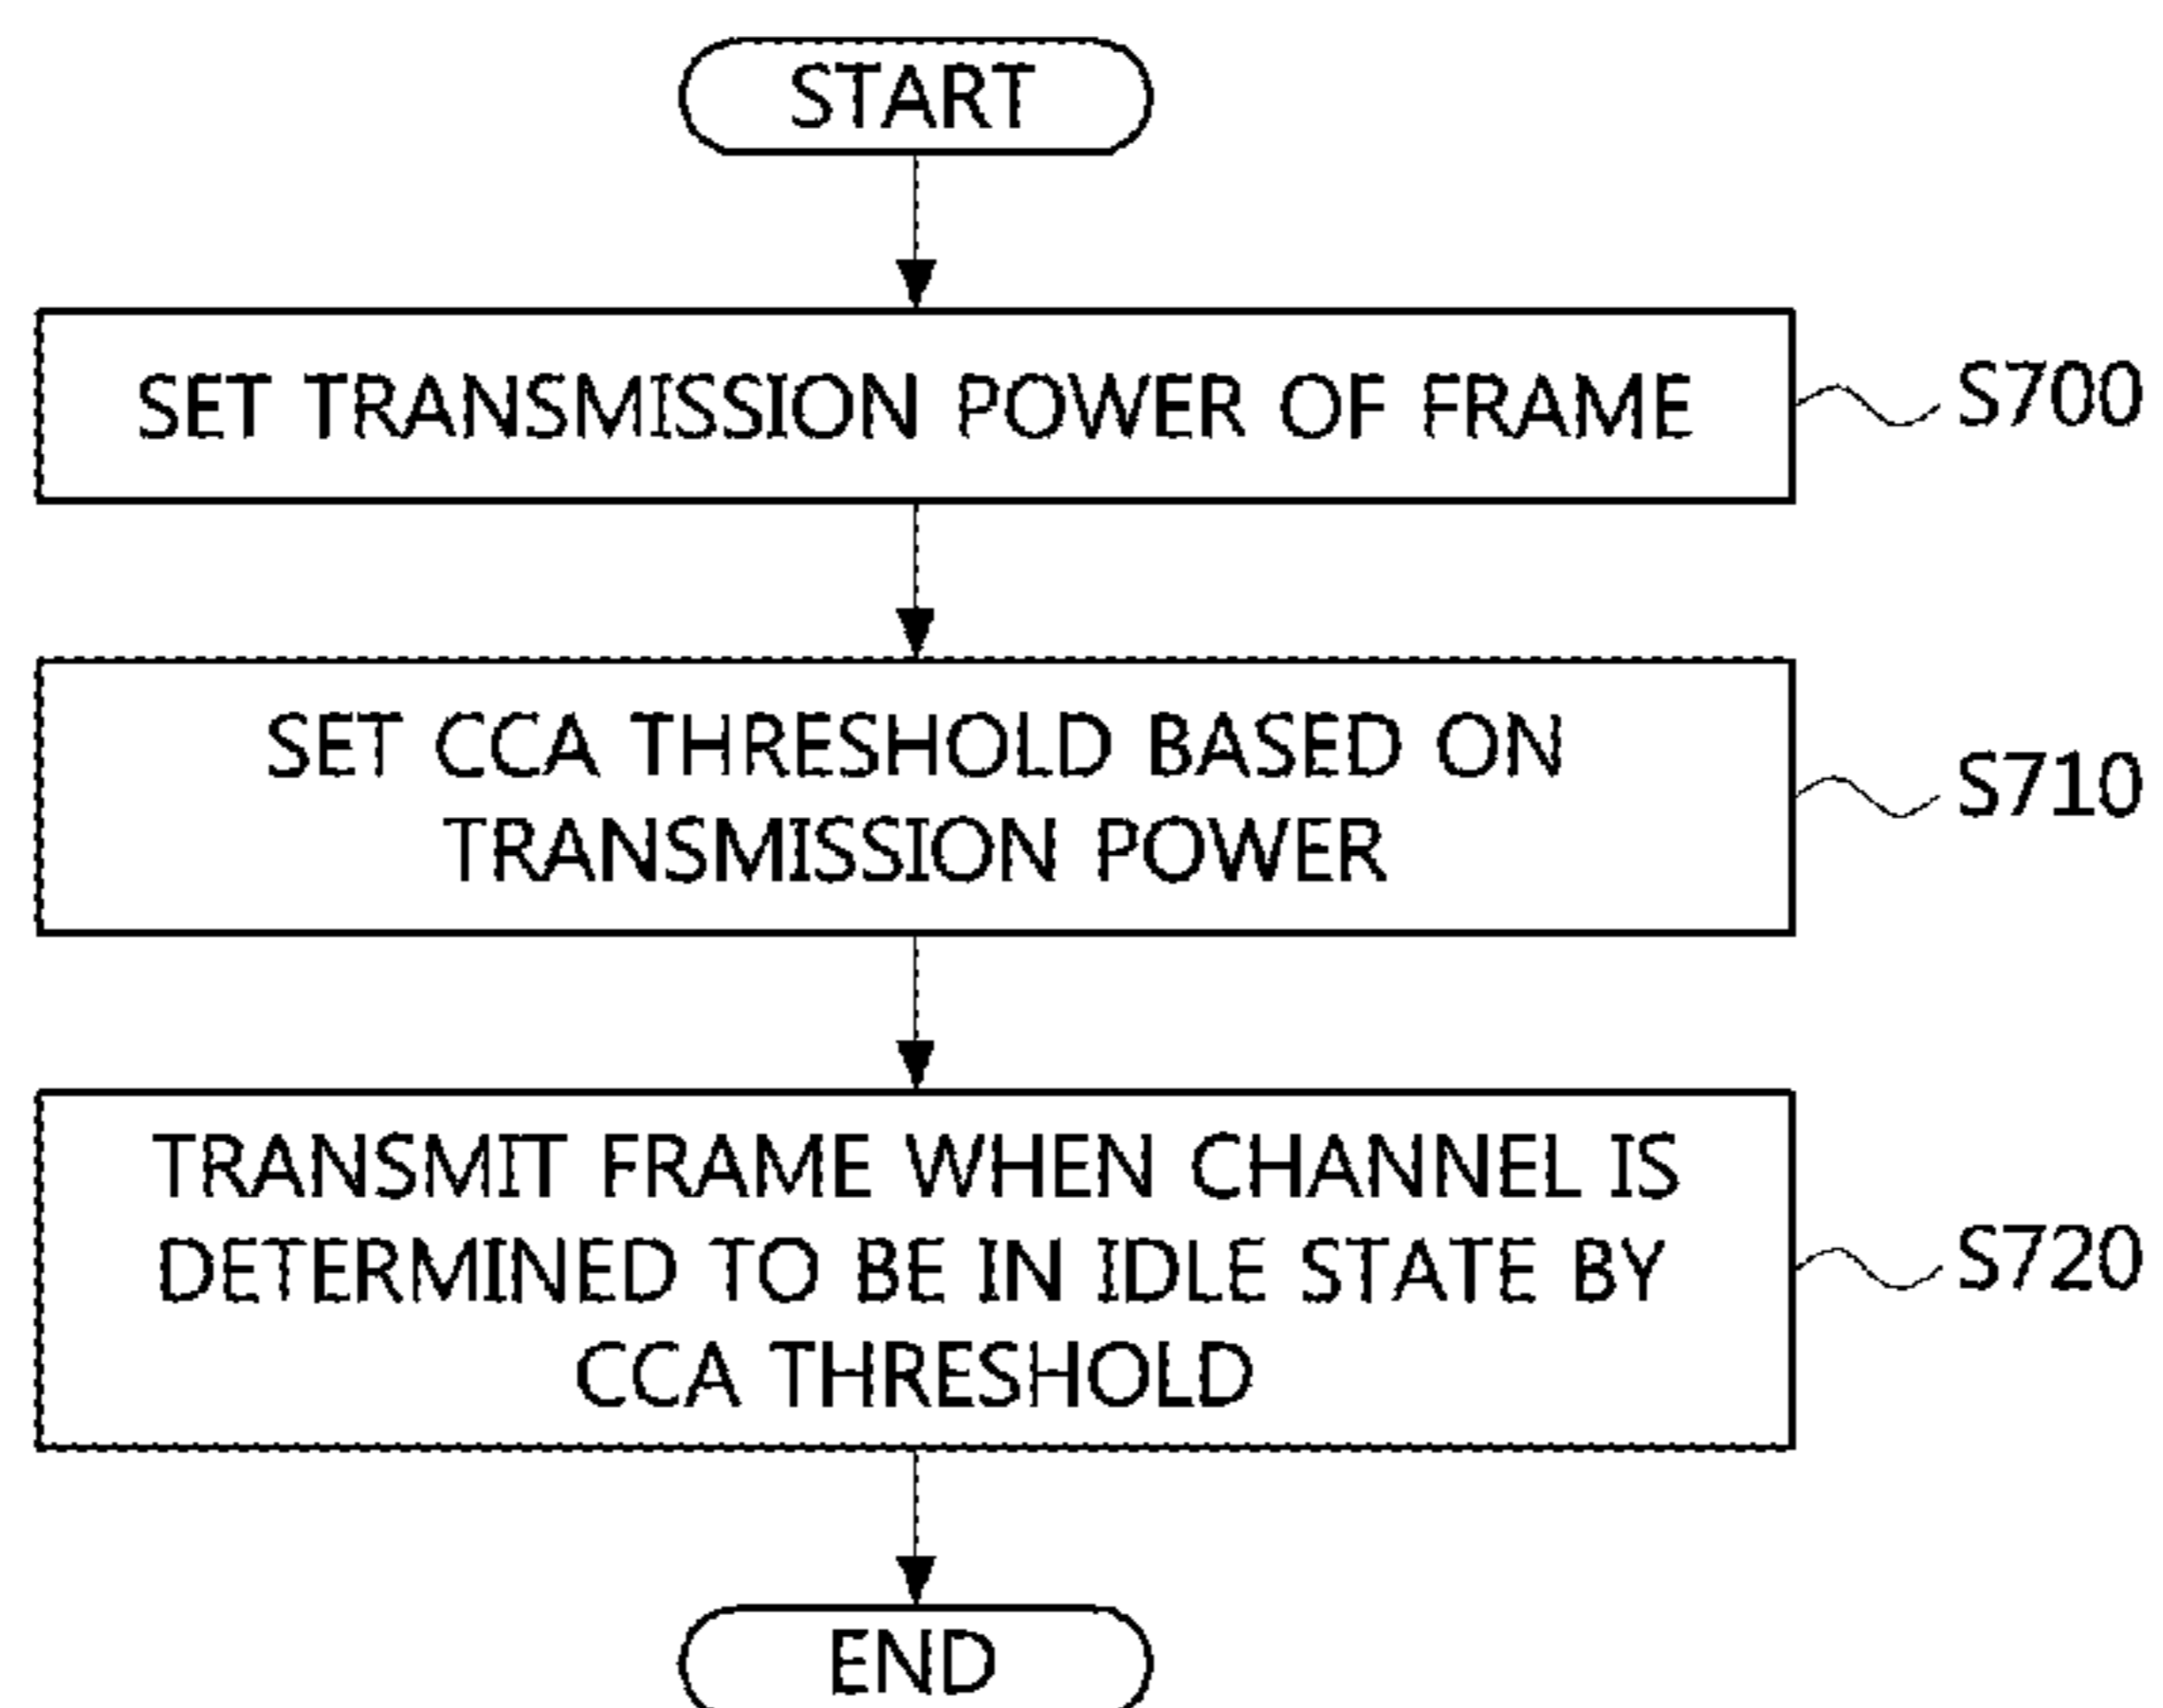 START
SET TRANSMISSION POWER OF FRAME
S700
SET CCA THRESHOLD BASED ON
TRANSMISSION POWER
S710
TRANSMIT FRAME WHEN CHANNEL IS
DETERMINED TO BE IN IDLE STATE BY
CCA THRESHOLD
S720
END